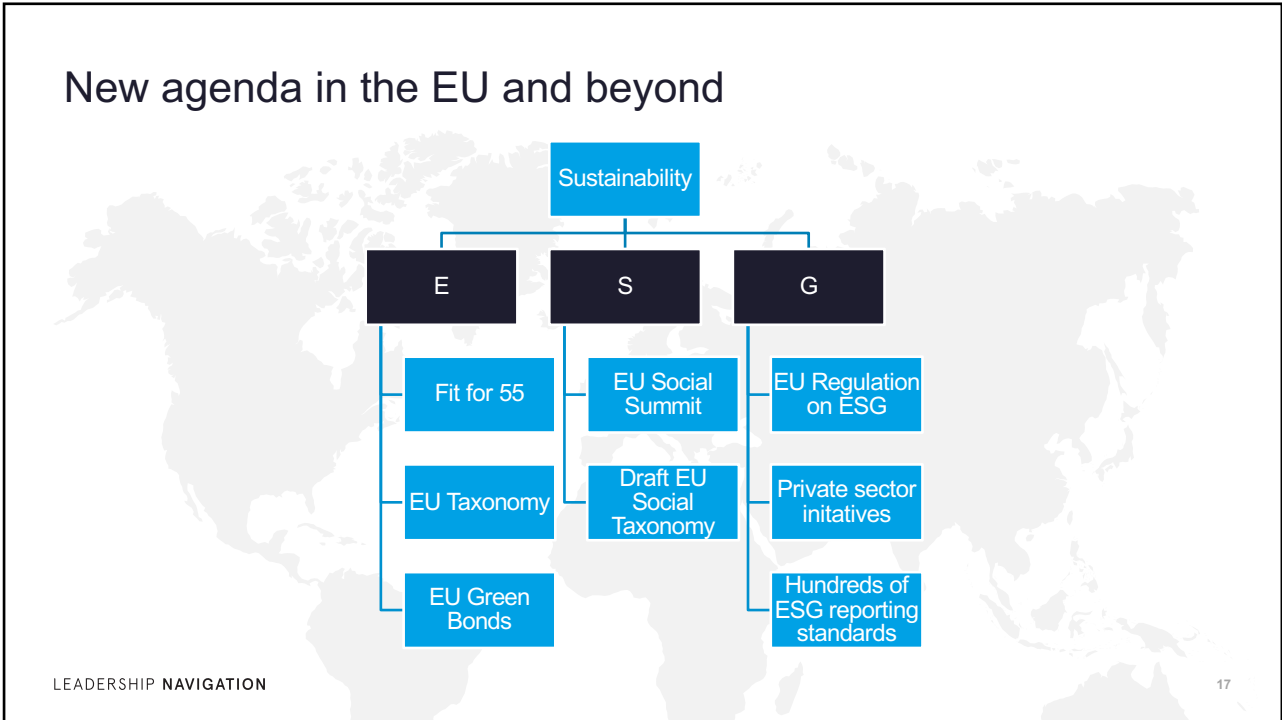 New agenda in the EU and beyond
Sustainability
E
S
G
Fit for 55
EU Taxonomy
EU Green
Bonds
EU Social
Summit
Draft EU
Social
Taxonomy
EU Regulation
on ESG
Private sector
initatives
Hundreds of
ESG reporting
standards
LEADERSHIP NAVIGATION
17